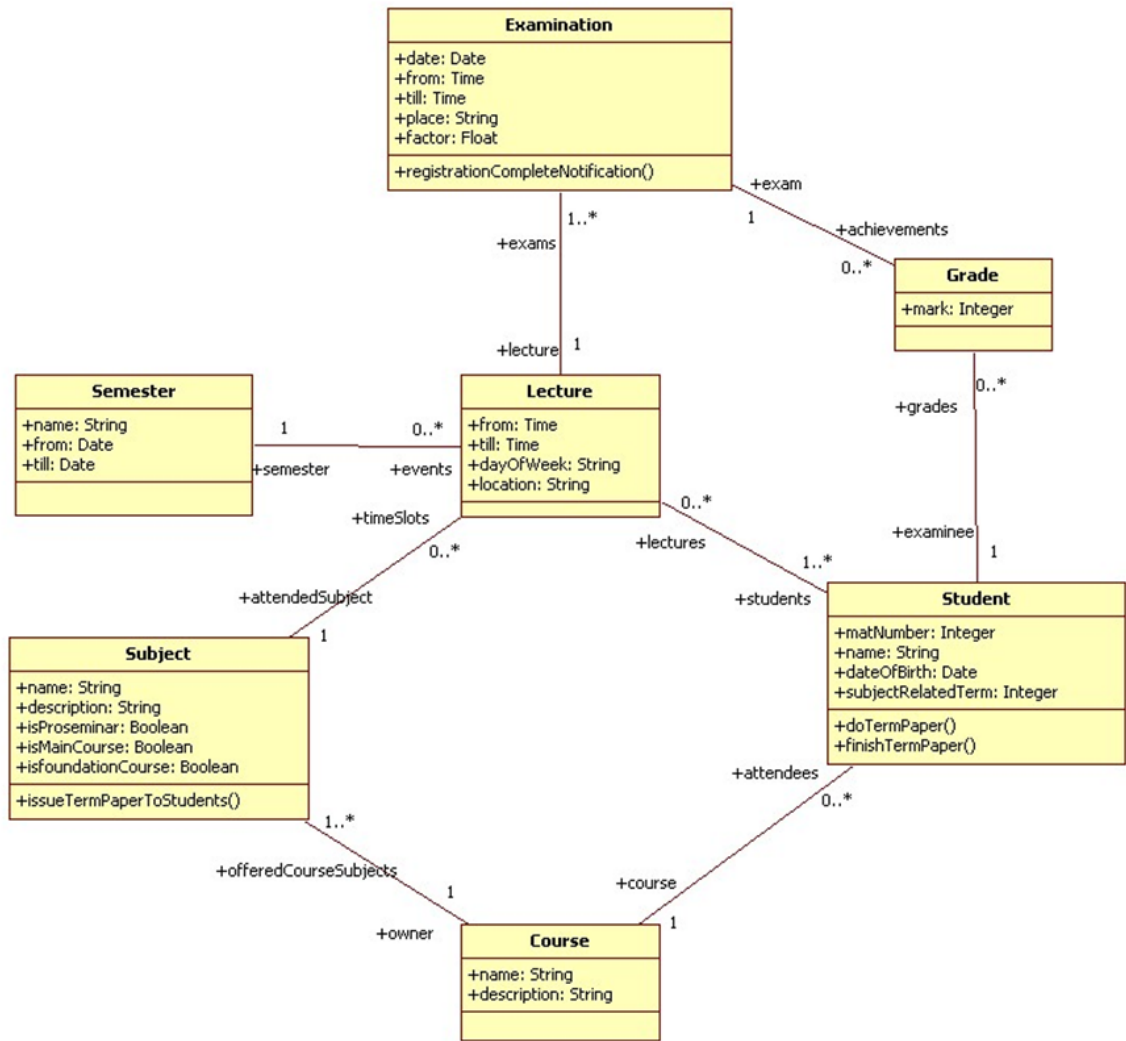 Examination
+date: Date
+from: Time
+till: Time
+place: String
+factor: Float
+registrationCompleteNotification()
+exam
1..*
1
+exams
+achievements
0..*
Grade
+mark: Integer
+lecture
1
0..*
+grades
Semester
+name: String
+from: Date
+till: Date
1
0..*
+semester
+events
Lecture
+from: Time
+till: Time
+dayOfWeek: String
+location: String
+timeSlots
0..*
0..*
+lectures
+examinee
1
1..*
+students
+attendedSubject
1
Student
+matNumber: Integer
+name: String
+dateOfBirth: Date
+subjectRelatedTerm: Integer
+doTermPaper()
+finishTermPaper()
Subject
+name: String
+description: String
+isProseminar: Boolean
+isMainCourse: Boolean
+isfoundationCourse: Boolean
+issueTermPaperToStudents()
+attendees
0..*
1..*
+offeredCourseSubjects
1
+course
+owner
1
Course
+name: String
+description: String